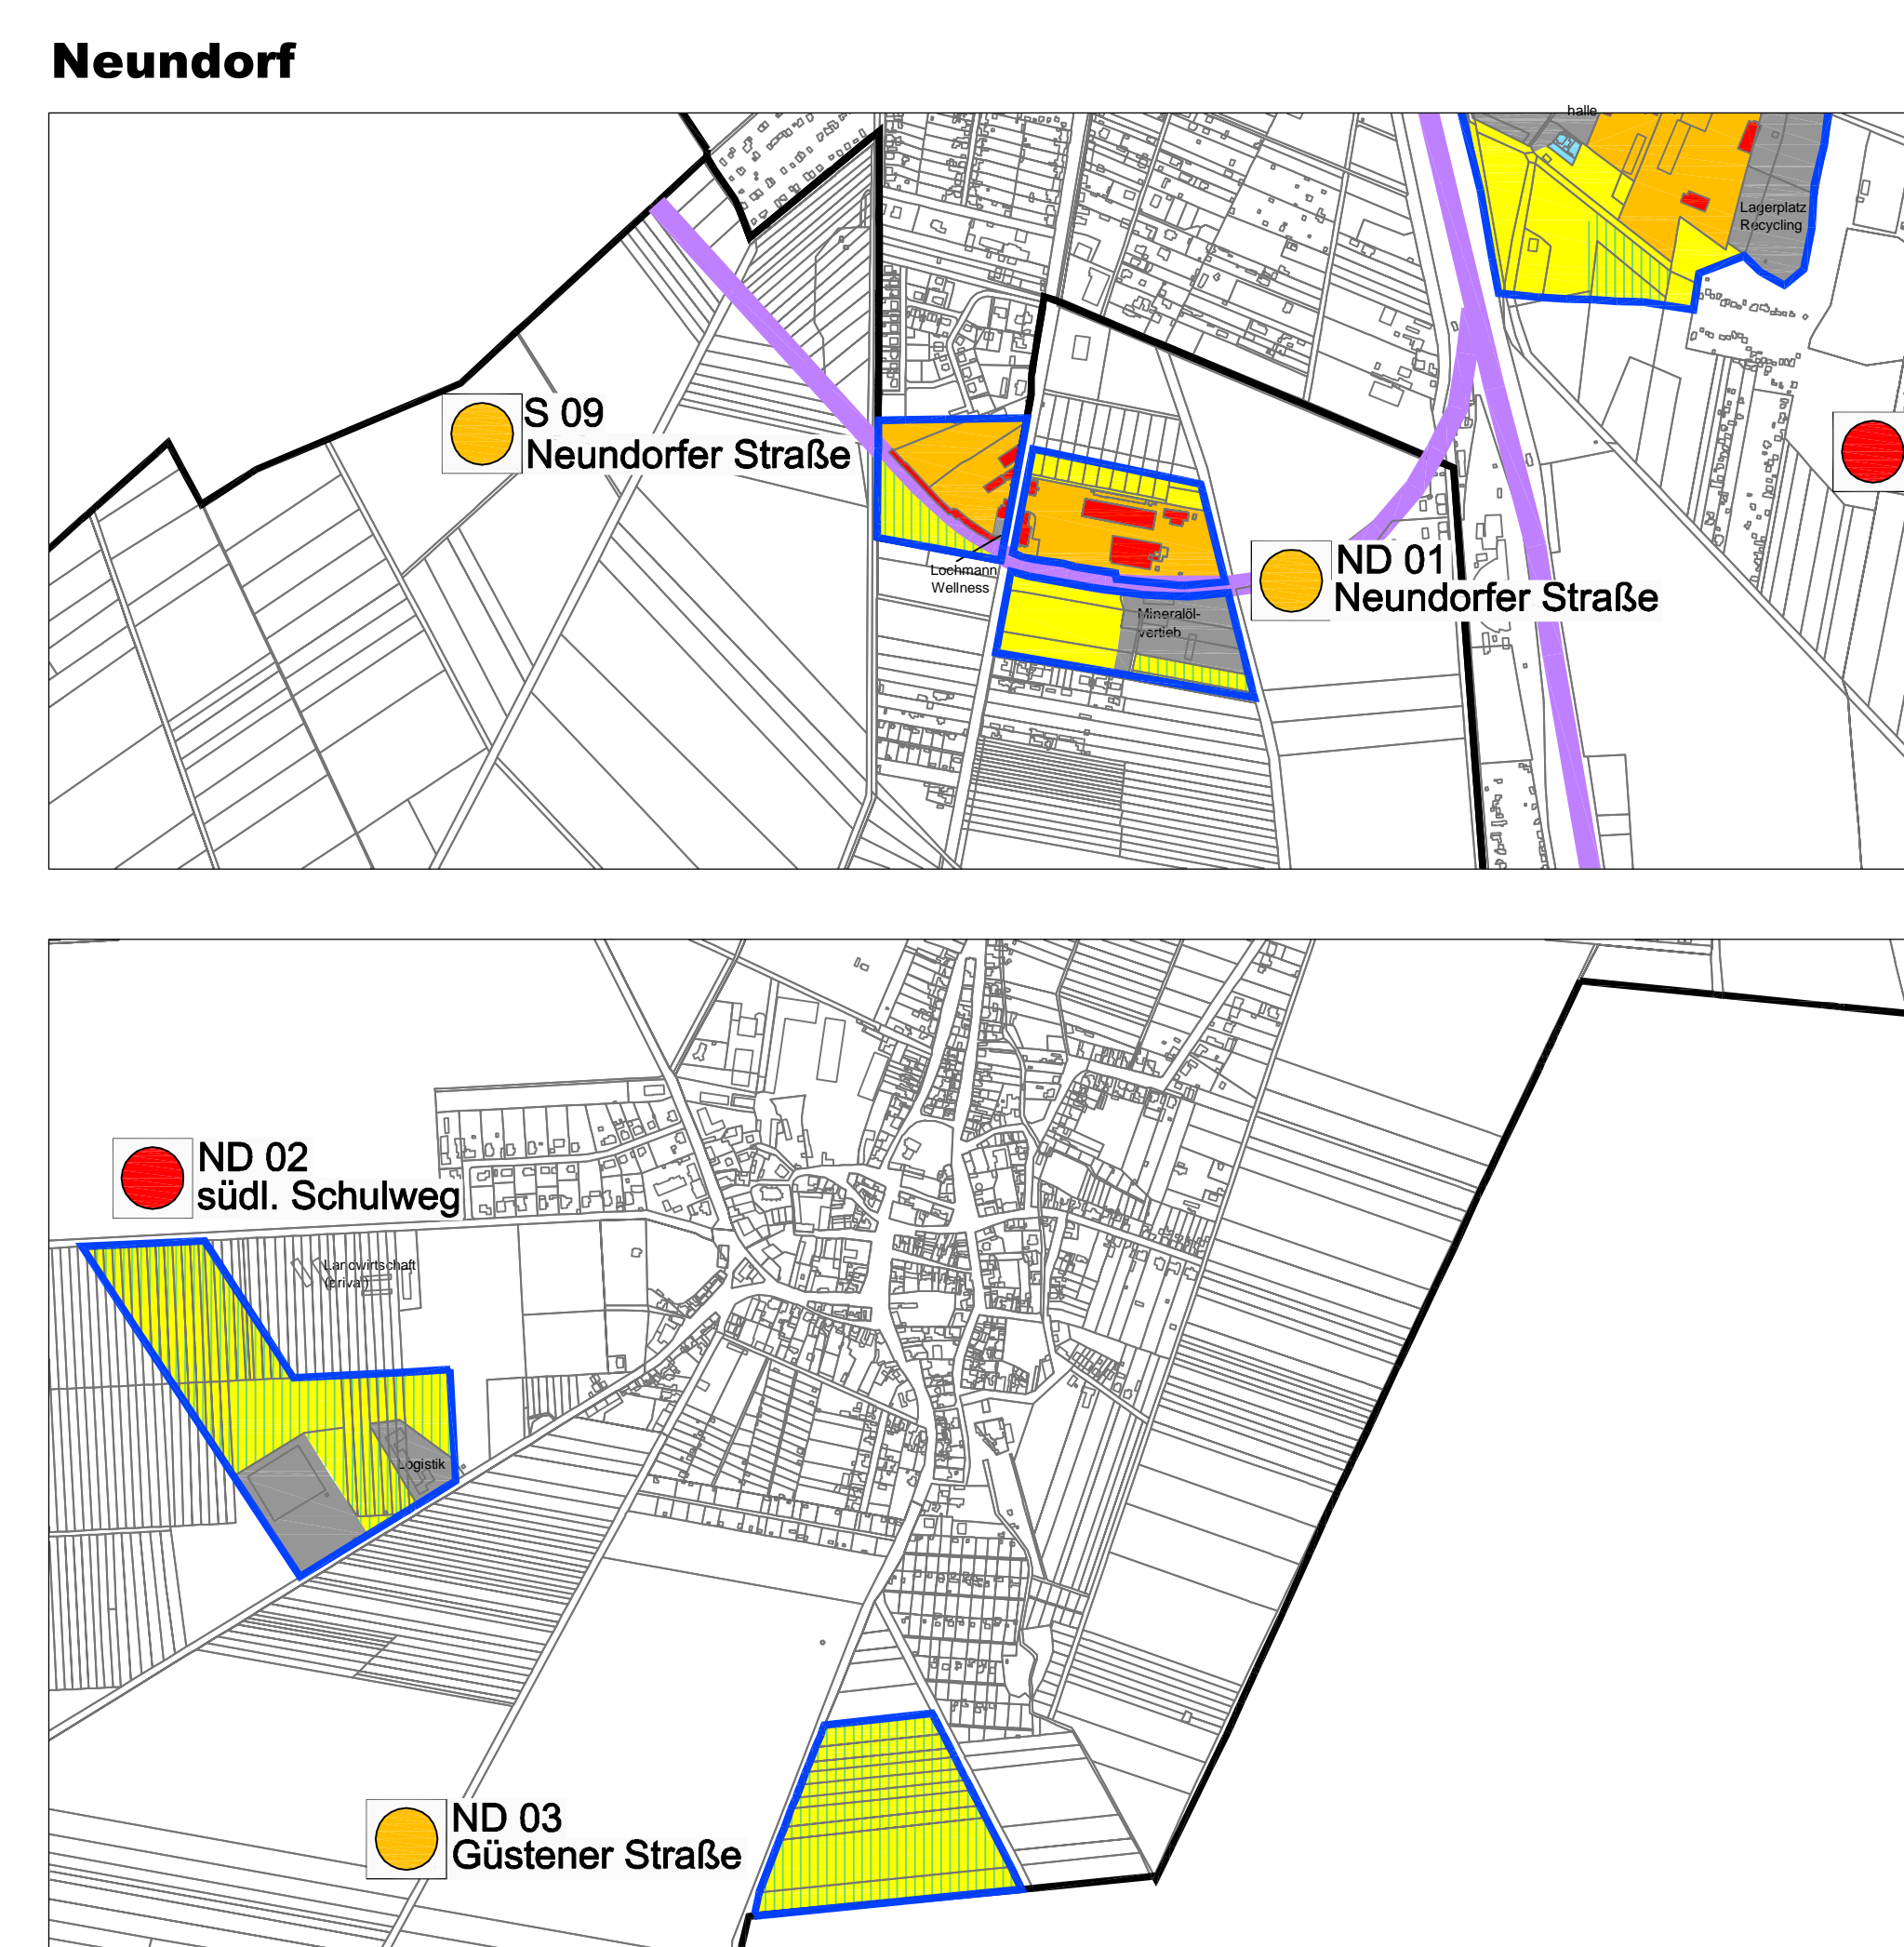 Neundorf
halle
Lagerplatz
Recycling
S 09
Neundorfer Straße
Lochmann
Wellness
ND 01
Neundorfer Straße
Mineralöl-
vertieb
ND 02
südl. Schulweg
Landwirtschaft
(privat)
Logistik
ND 03
Güstener Straße